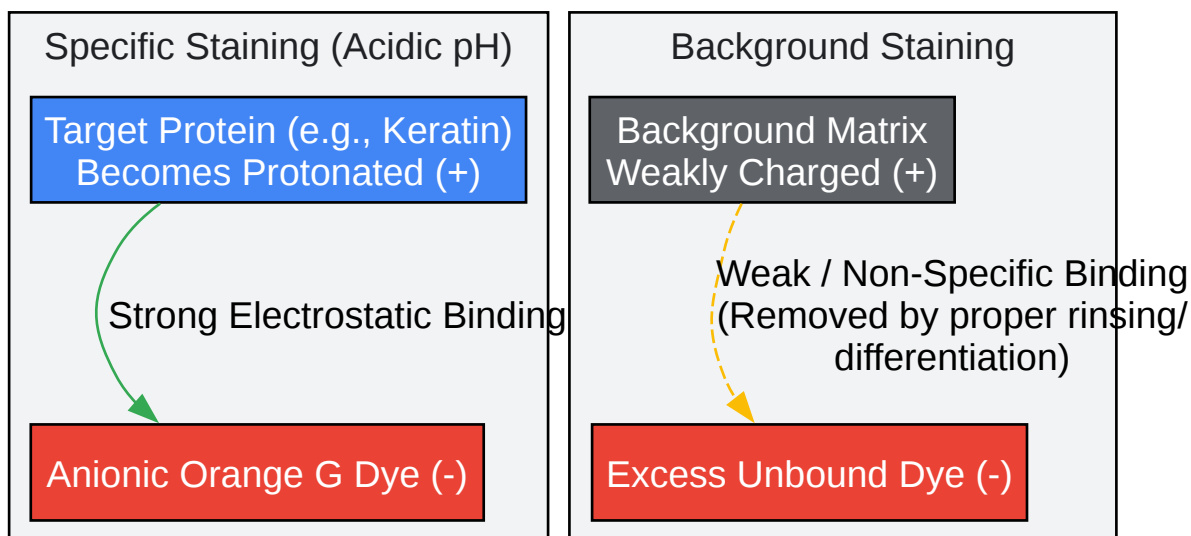 Specific Staining (Acidic pH)
Target Protein (e.g., Keratin)
Becomes Protonated (+)
Strong Electrostatic Binding
Anionic Orange G Dye (-)
Background Staining
Background Matrix
Weakly Charged (+)
Weak / Non-Specific Binding
(Removed by proper rinsing/
differentiation)
Excess Unbound Dye (-)